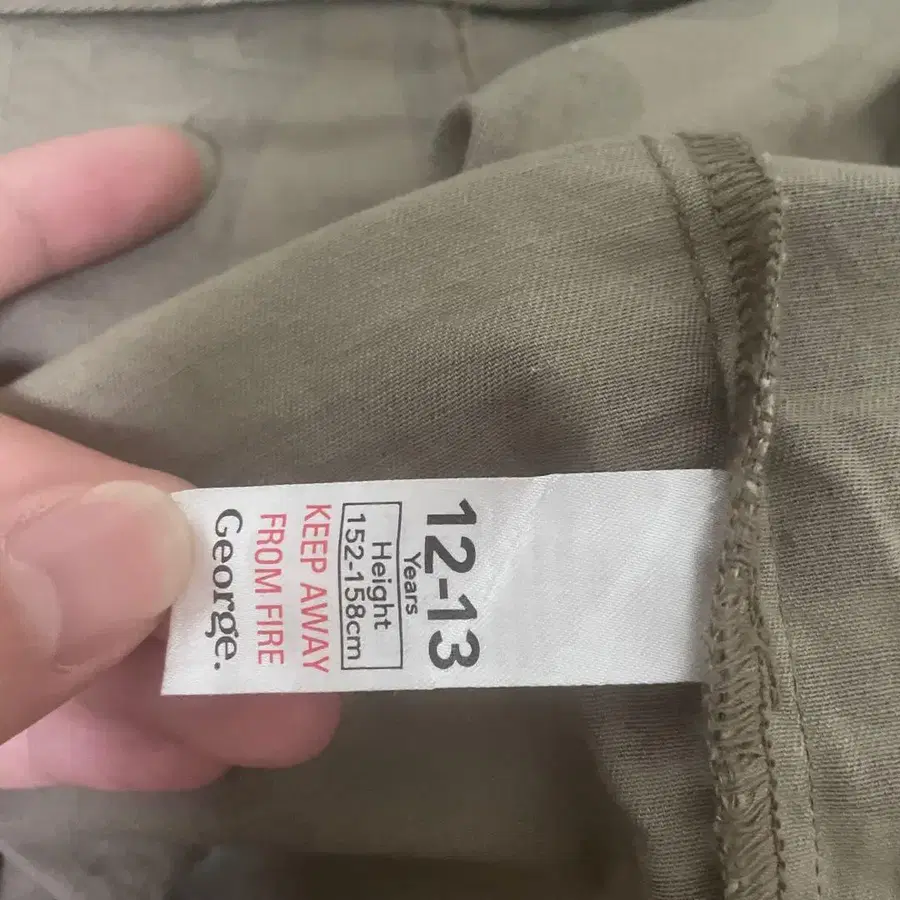 12-13
Years
Height
152-158cm
KEEP AWAY
FROM FIRE
George.